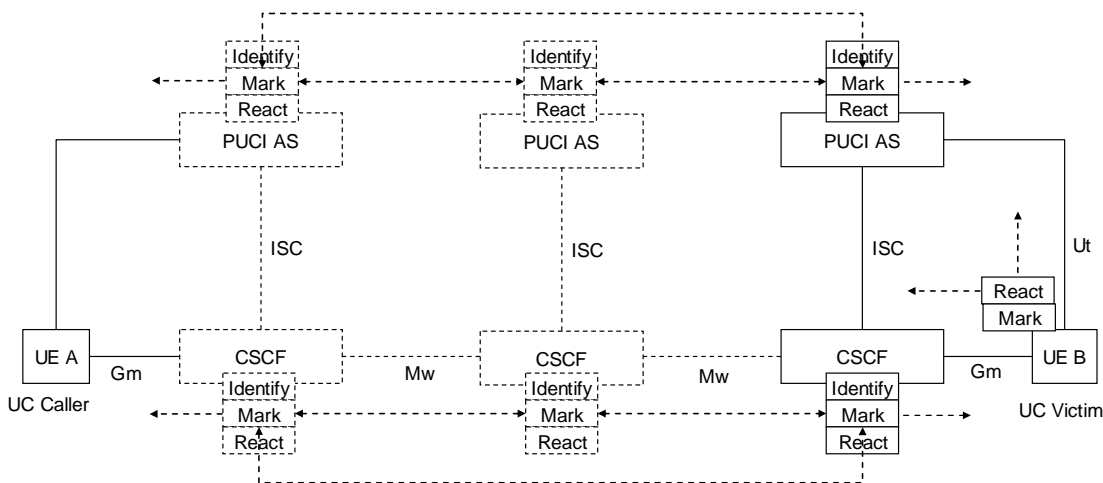 Identify
Mark
React
PUCI AS
Identify
Mark
React
PUCI AS
Identify
Mark
React
PUCI AS
ISC
ISC
ISC
Ut
React
Mark
UE A
Gm
CSCF
Mw
CSCF
Mw
CSCF
Gm
UE B
UC Caller
UC Victim
Identify
Mark
React
Identify
Mark
React
Identify
Mark
React